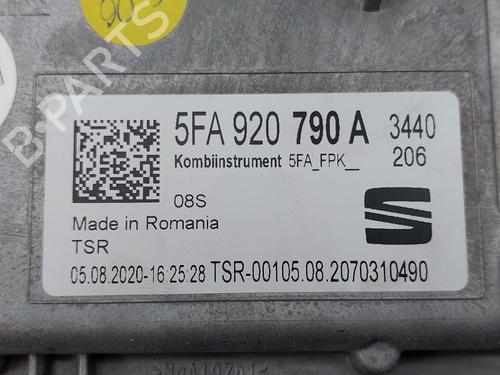 5FA 920 790 A 3440
Kombiinstrument 5FA_FPK__ 206
08S
Made in Romania
TSR
05.08.2020-16:25:28 TSR-00105.08.2070310490
B-PARTS